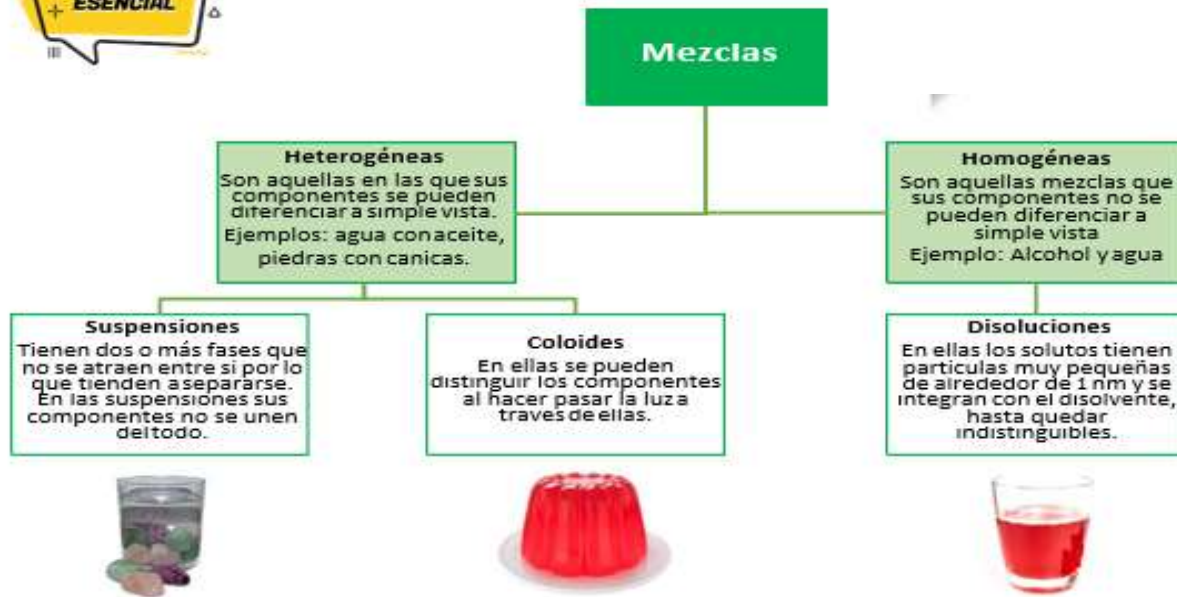 ESENCIAL
Mezclas
Heterogéneas
Son aquellas en las que sus
componentes se pueden
diferenciar a simple vista.
Ejemplos: agua con aceite,
piedras con canicas.
Homogéneas
Son aquellas mezclas que
sus componentes no se
pueden diferenciar a
simple vista
Ejemplo: Alcohol y agua
Suspensiones
Tienen dos o más fases que
no se atraen entre si por lo
que tienden a separarse.
En las suspensiones sus
componentes no se unen
del todo.
Coloides
En ellas se pueden
distinguir los componentes
al hacer pasar la luz a
traves de ellas.
Disoluciones
En ellas los solutos tienen
particulas muy pequeñas
de alrededor de 1 nm y se
integran con el disolvente,
hasta quedar
indistinguibles.